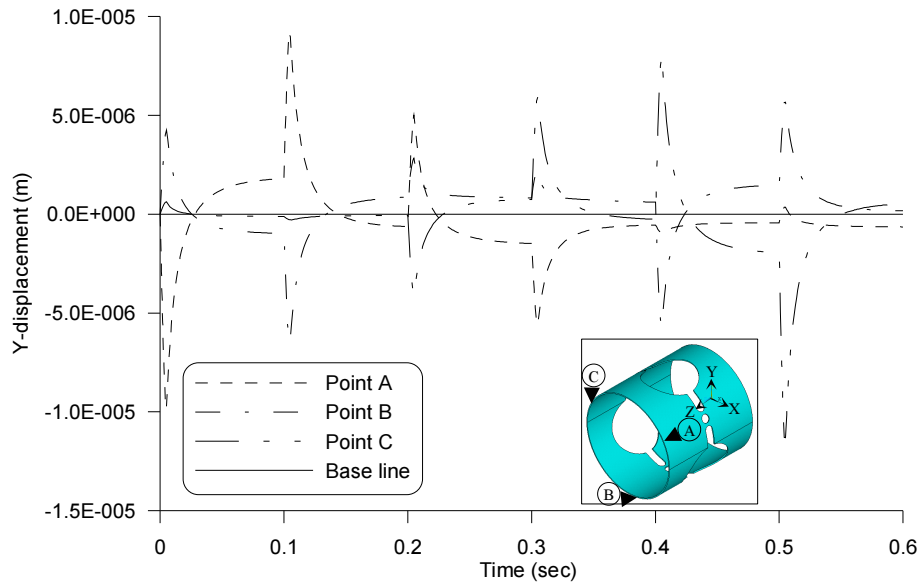 1.0E-005
5.0E-006
0.0E+000
-5.0E-006
-1.0E-005
-1.5E-005
Y-displacement (m)
Point A
Point B
Point C
Base line
C
Y
Z
X
A
B
0 0.1 0.2 0.3 0.4 0.5 0.6
Time (sec)